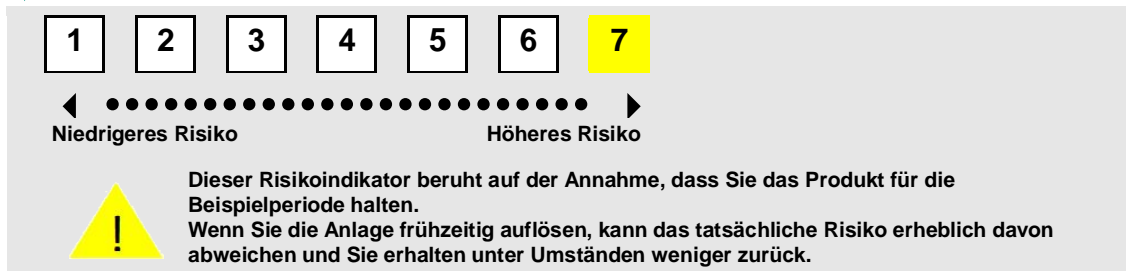 1 2 3 4 5 6 7
Niedrigeres Risiko Höheres Risiko
Dieser Risikoindikator beruht auf der Annahme, dass Sie das Produkt für die
Beispielperiode halten.
! Wenn Sie die Anlage frühzeitig auflösen, kann das tatsächliche Risiko erheblich davon
abweichen und Sie erhalten unter Umständen weniger zurück.